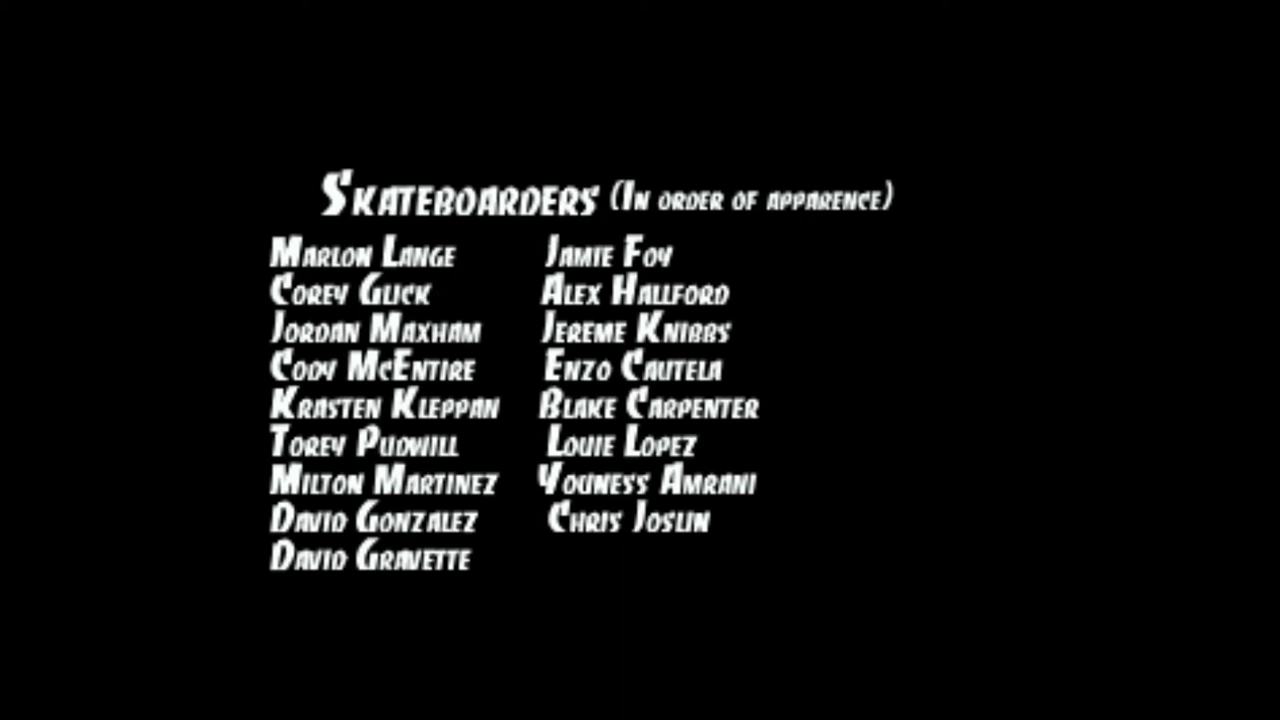 Skateboarders (In order of apparence)
Marlon Lange
Corey Glick
Jordan Maxham
Cody McEntire
Krasten Kleppan
Torey Pudwill
Milton Martinez
David Gonzalez
David Gravette
Jamie Foy
Alex Hallford
Jereme Knibbs
Enzo Cautela
Blake Carpenter
Louie Lopez
Youness Amrani
Chris Joslin